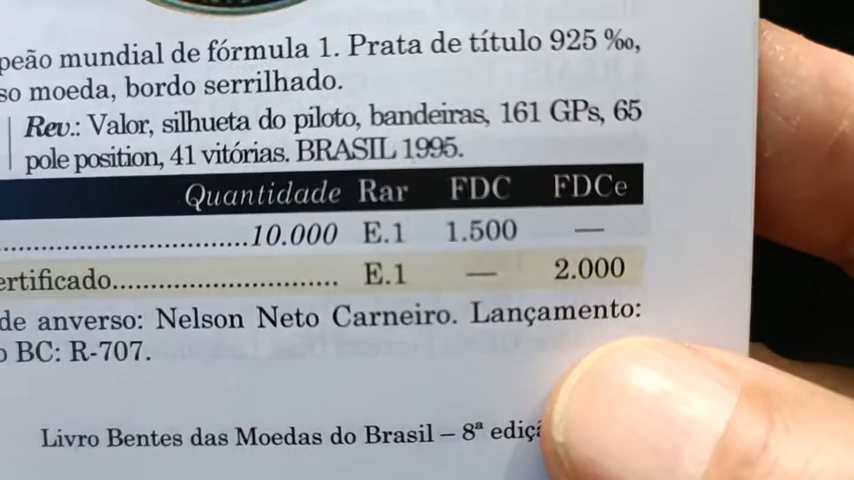 peão mundial de fórmula 1. Prata de título 925 ‰,
so moeda, bordo serrilhado.
Rev.: Valor, silhueta do piloto, bandeiras, 161 GPs, 65
pole position, 41 vitórias. BRASIL 1995.
Quantidade Rar FDC FDCe
..........................................10.000 E.1 1.500 —
ertificado................................ E.1 — 2.000
de anverso: Nelson Neto Carneiro. Lançamento:
o BC: R-707.
Livro Bentes das Moedas do Brasil – 8ª ediçã